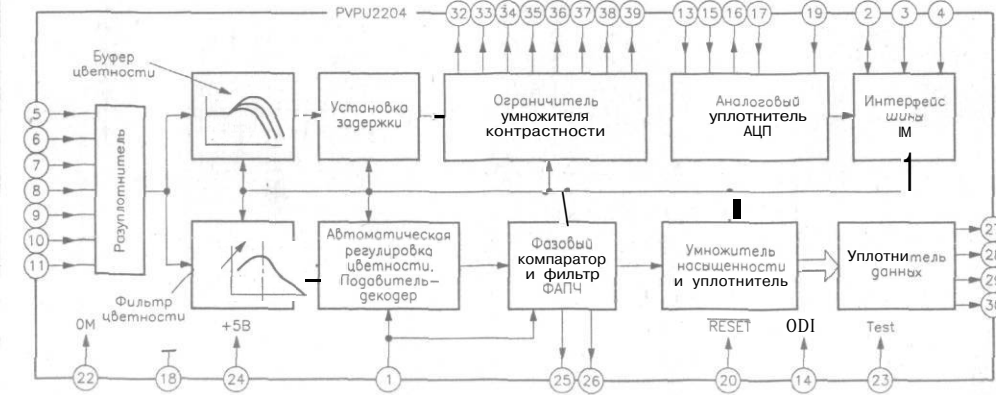 PVPU2204
32 33 34 35 36 37 38 39
13 15 16 17 19
2 3 4
Буфер
цветности
5
6
7
8
9
10
11
Разуплотнитель
Установка
задержки
Ограничитель
умножителя
контрастности
Аналоговый
уплотнитель
АЦП
Интерфейс
шины
IM
Фильтр
цветности
Автоматическая
регулировка
цветности.
Подавитель-
декодер
Фазовый
компаратор
и фильтр
ФАПЧ
Умножитель
насыщенности
и уплотнитель
Уплотнитель
данных
27
28
29
30
OM
+5В
RESET
ODI
Test
22 18 24 1 25 26 20 14 23